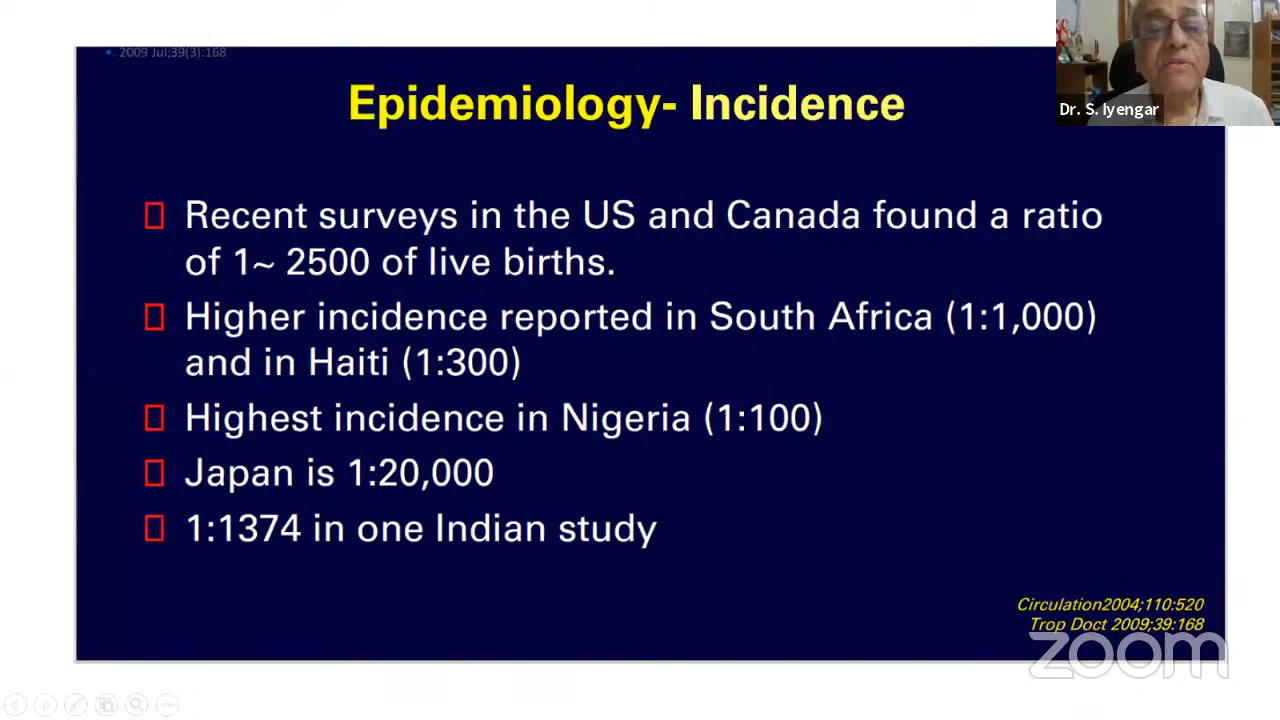 • . 2009 Jul;39(3):168
Epidemiology- Incidence
Dr. S. Iyengar
Recent surveys in the US and Canada found a ratio
of 1~ 2500 of live births.
Higher incidence reported in South Africa (1:1,000)
and in Haiti (1:300)
Highest incidence in Nigeria (1:100)
Japan is 1:20,000
1:1374 in one Indian study
Circulation2004;110:520
Trop Doct 2009;39:168
zoom